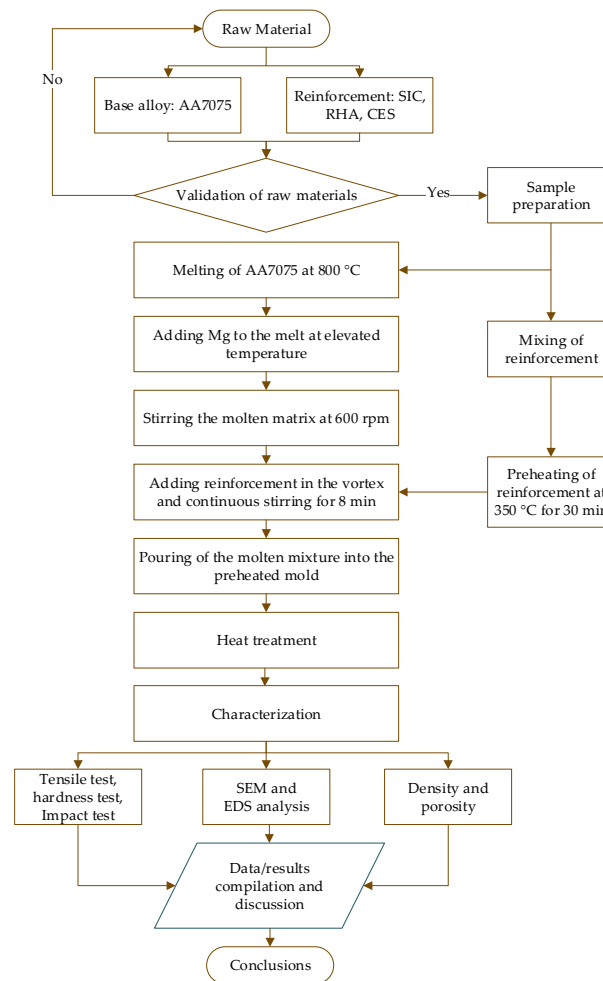 Raw Material
No
Base alloy: AA7075
Reinforcement: SIC,
RHA, CES
Validation of raw materials
Yes
Sample
preparation
Melting of AA7075 at 800 °C
Adding Mg to the melt at elevated
temperature
Mixing of
reinforcement
Stirring the molten matrix at 600 rpm
Adding reinforcement in the vortex
and continuous stirring for 8 min
Preheating of
reinforcement at
350 °C for 30 min
Pouring of the molten mixture into the
preheated mold
Heat treatment
Characterization
Tensile test,
hardness test,
Impact test
SEM and
EDS analysis
Density and
porosity
Data/results
compilation and
discussion
Conclusions